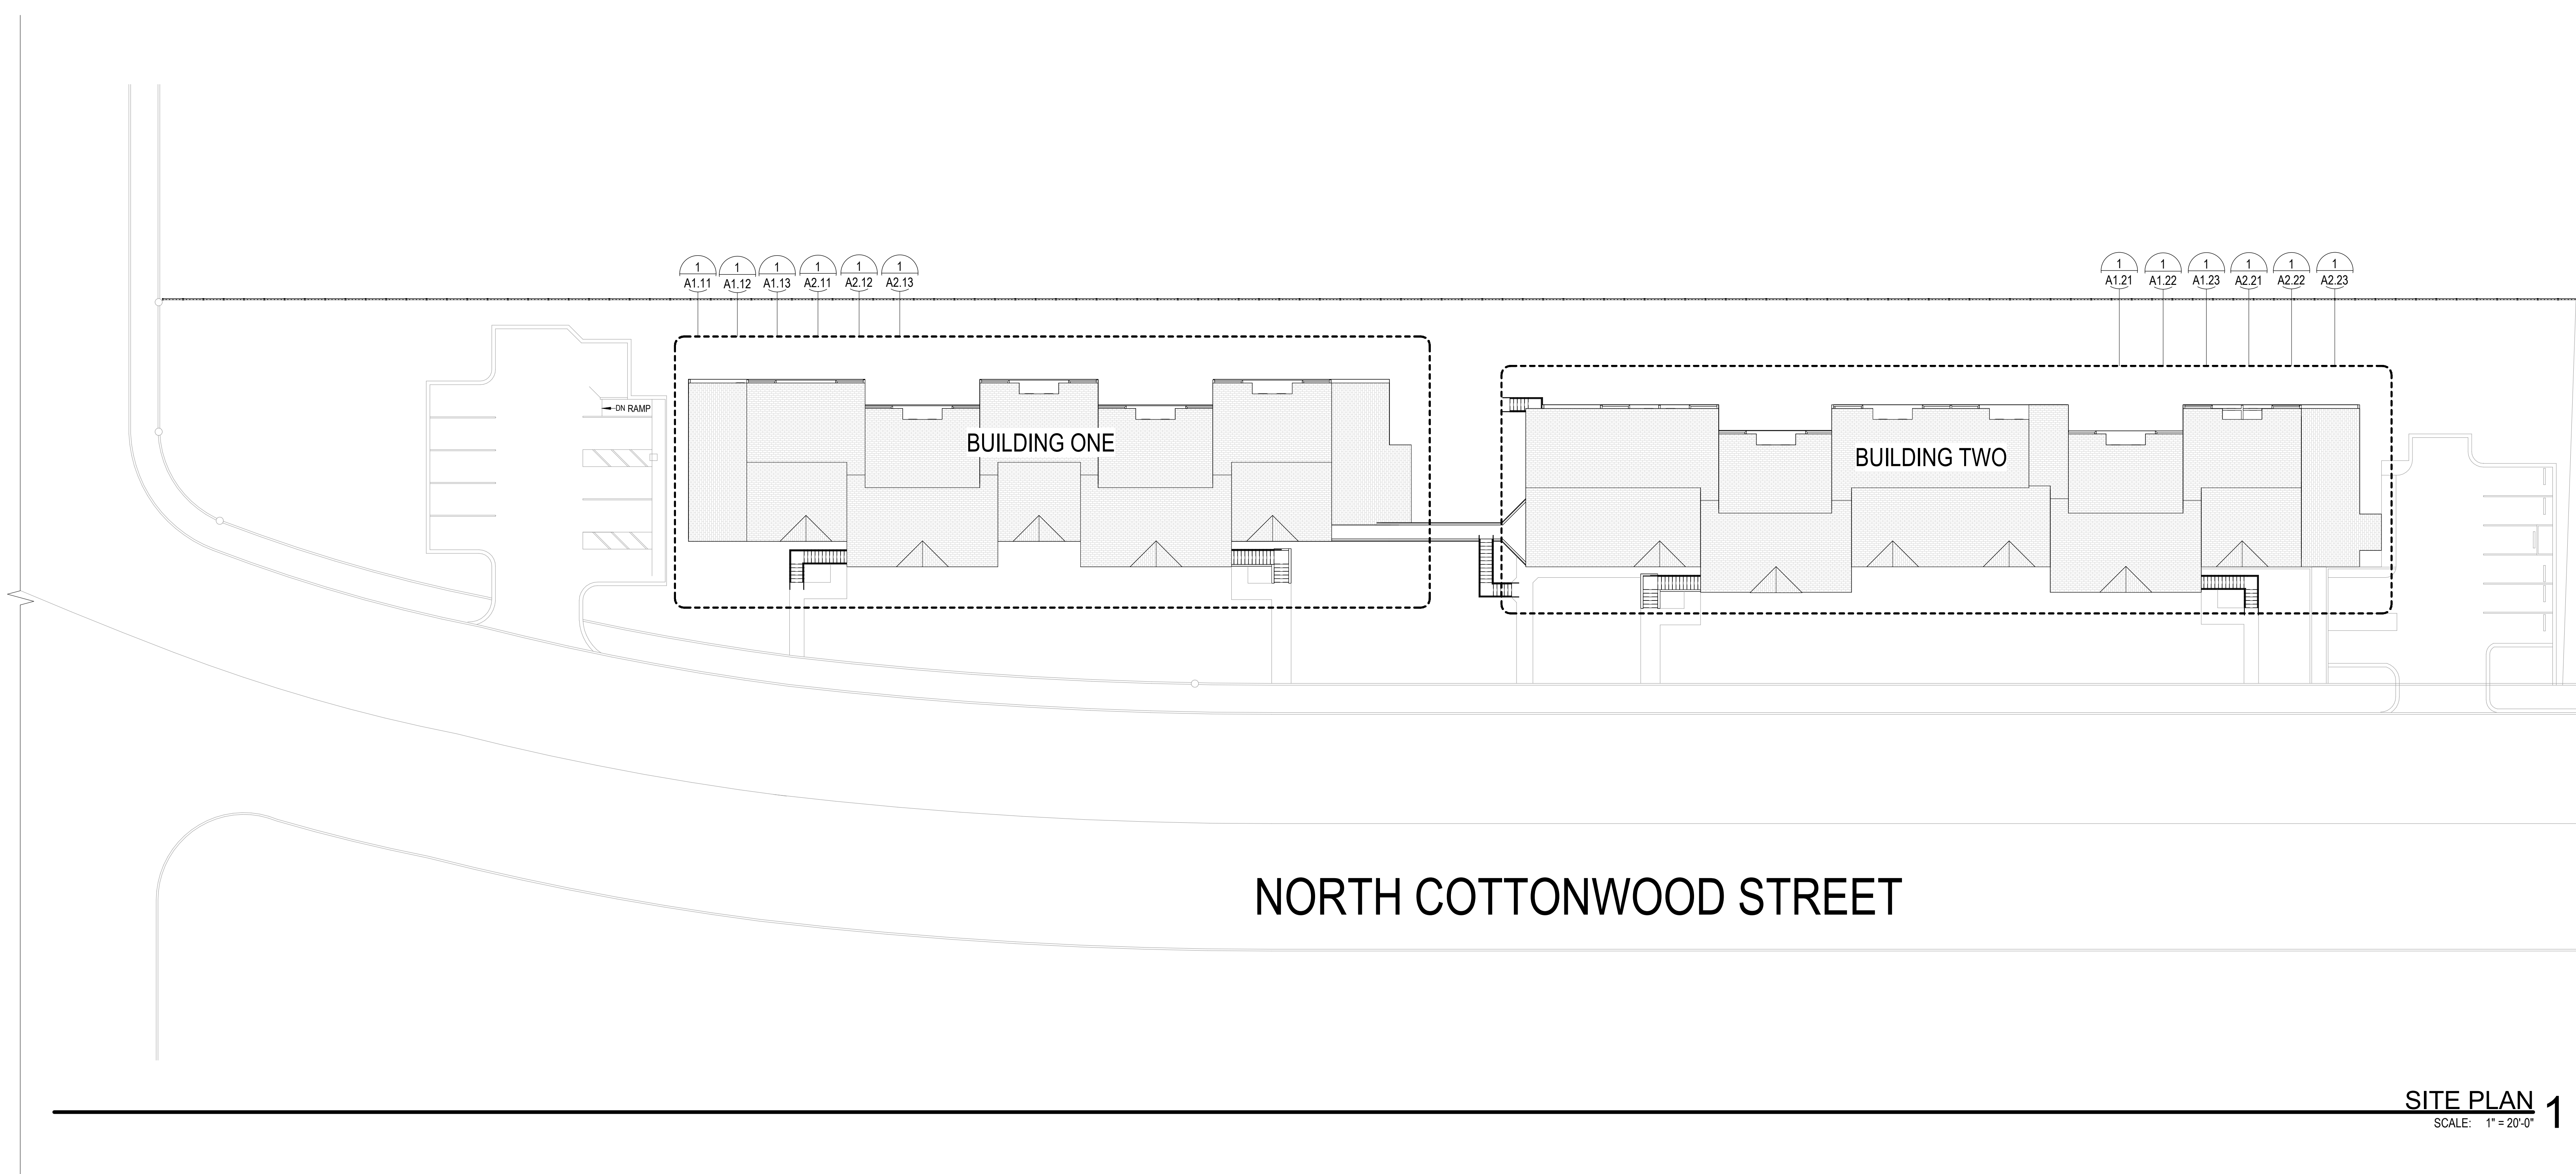 1
A1.11
1
A1.12
1
A1.13
1
A2.11
1
A2.12
1
A2.13
1
A1.21
1
A1.22
1
A1.23
1
A2.21
1
A2.22
1
A2.23
DN RAMP
BUILDING ONE
BUILDING TWO
NORTH COTTONWOOD STREET
SITE PLAN 1
SCALE: 1" = 20'-0"